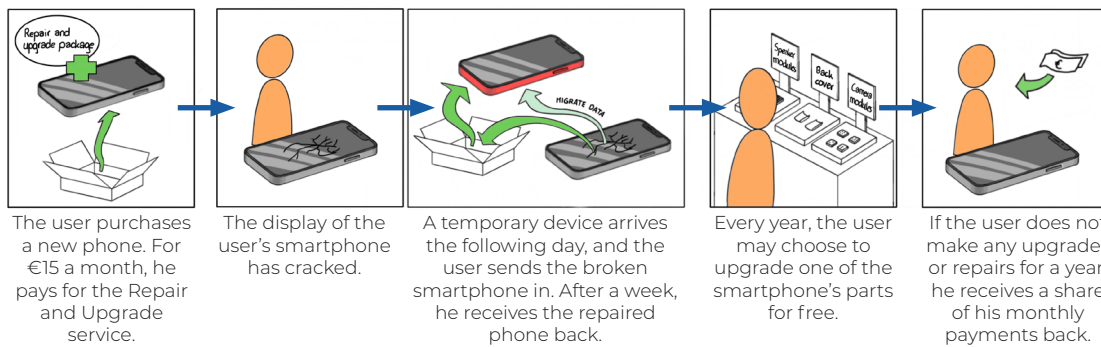 Repair and
upgrade package
MIGRATE DATA
Speaker
modules
Back
cover
Camera
modules
€
The user purchases
a new phone. For
€15 a month, he
pays for the Repair
and Upgrade
service.
The display of the
user’s smartphone
has cracked.
A temporary device arrives
the following day, and the
user sends the broken
smartphone in. After a week,
he receives the repaired
phone back.
Every year, the user
may choose to
upgrade one of the
smartphone’s parts
for free.
If the user does not
make any upgrade
or repairs for a year
he receives a share
of his monthly
payments back.